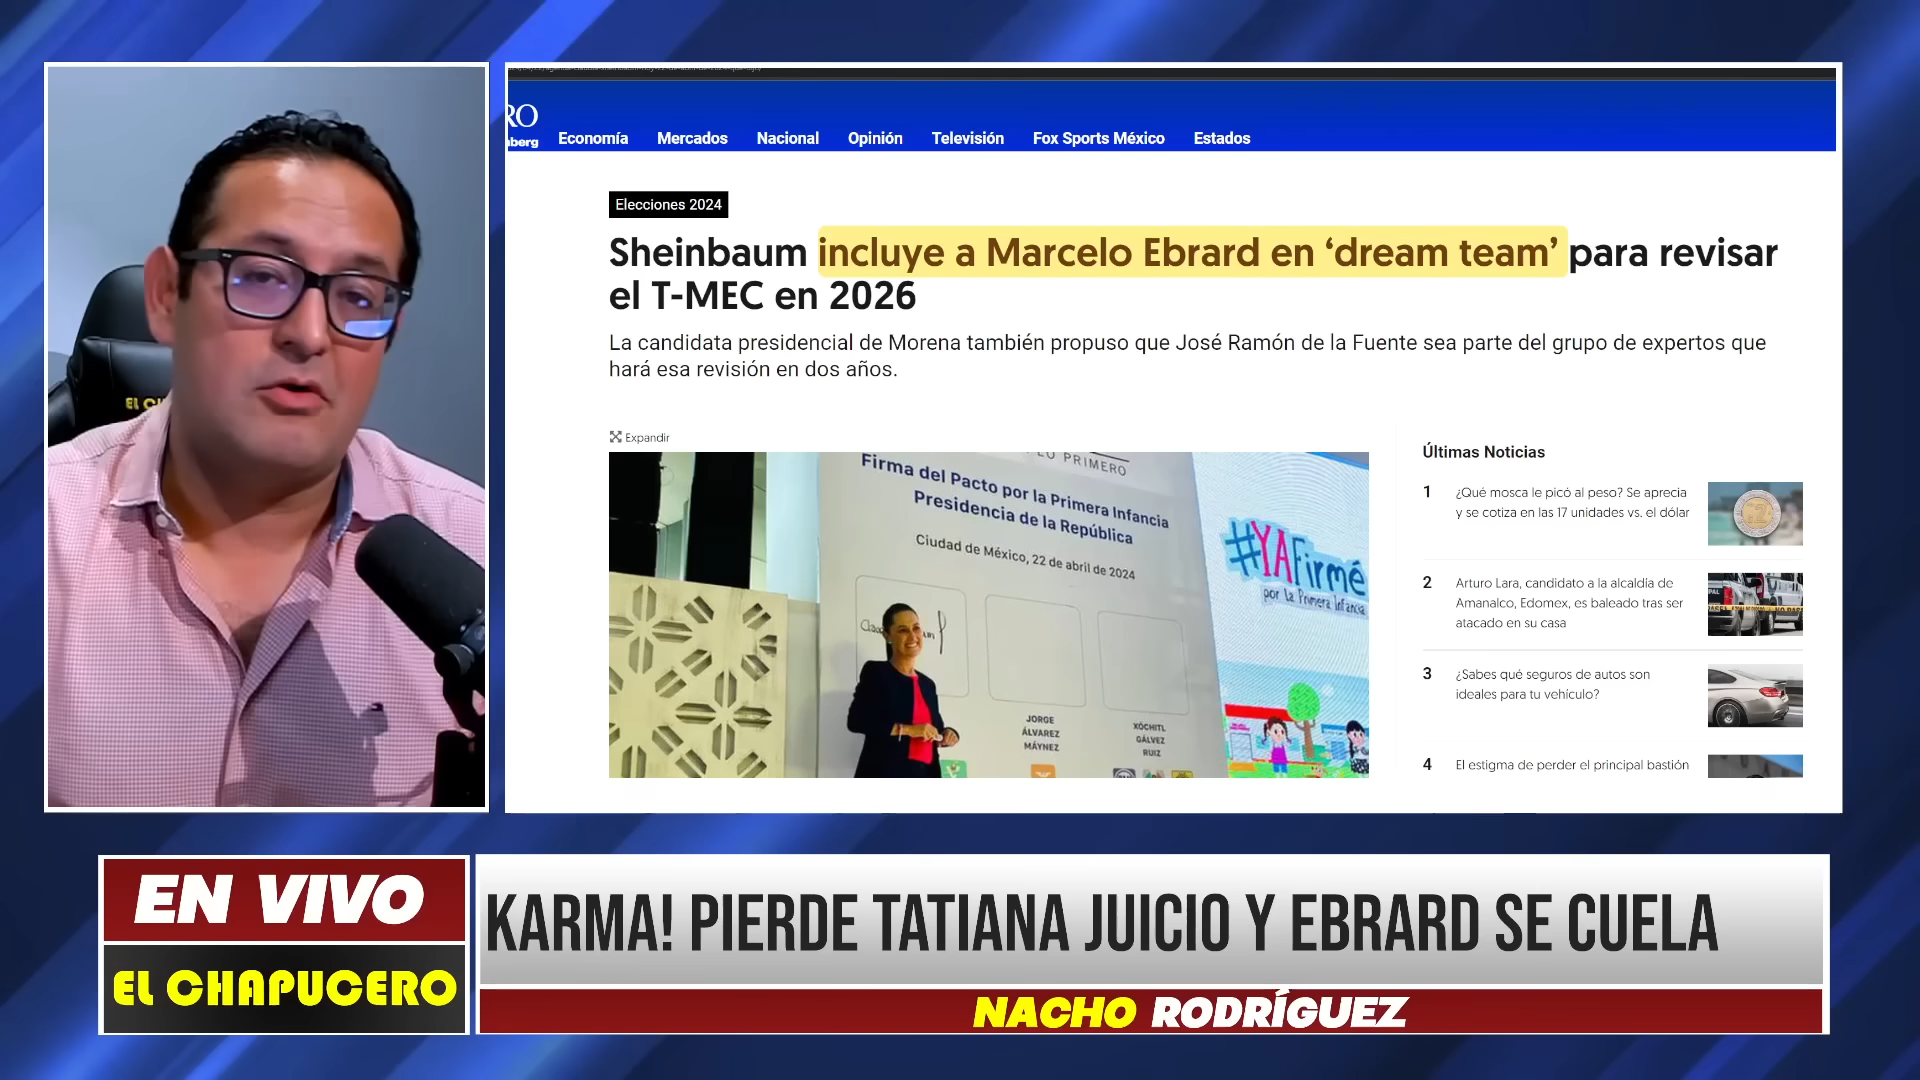 RO
Economía Mercados Nacional Opinión Televisión Fox Sports México Estados
Elecciones 2024
Sheinbaum incluye a Marcelo Ebrard en ‘dream team’ para revisar
el T-MEC en 2026
La candidata presidencial de Morena también propuso que José Ramón de la Fuente sea parte del grupo de expertos que
hará esa revisión en dos años.
Expandir
PRIMERO
Firma del Pacto por la Primera Infancia
Presidencia de la República
Ciudad de México, 22 de abril de 2024
JORGE
ÁLVAREZ
MÁYNEZ
XÓCHITL
GÁLVEZ
RUIZ
#YAFirmé
por la Primera Infancia
Últimas Noticias
1 ¿Qué mosca le picó al peso? Se aprecia
y se cotiza en las 17 unidades vs. el dólar
2 Arturo Lara, candidato a la alcaldía de
Amanalco, Edomex, es baleado tras ser
atacado en su casa
3 ¿Sabes qué seguros de autos son
ideales para tu vehículo?
4 El estigma de perder el principal bastión
EN VIVO
EL CHAPUCERO
KARMA! PIERDE TATIANA JUICIO Y EBRARD SE CUELA
NACHO RODRÍGUEZ